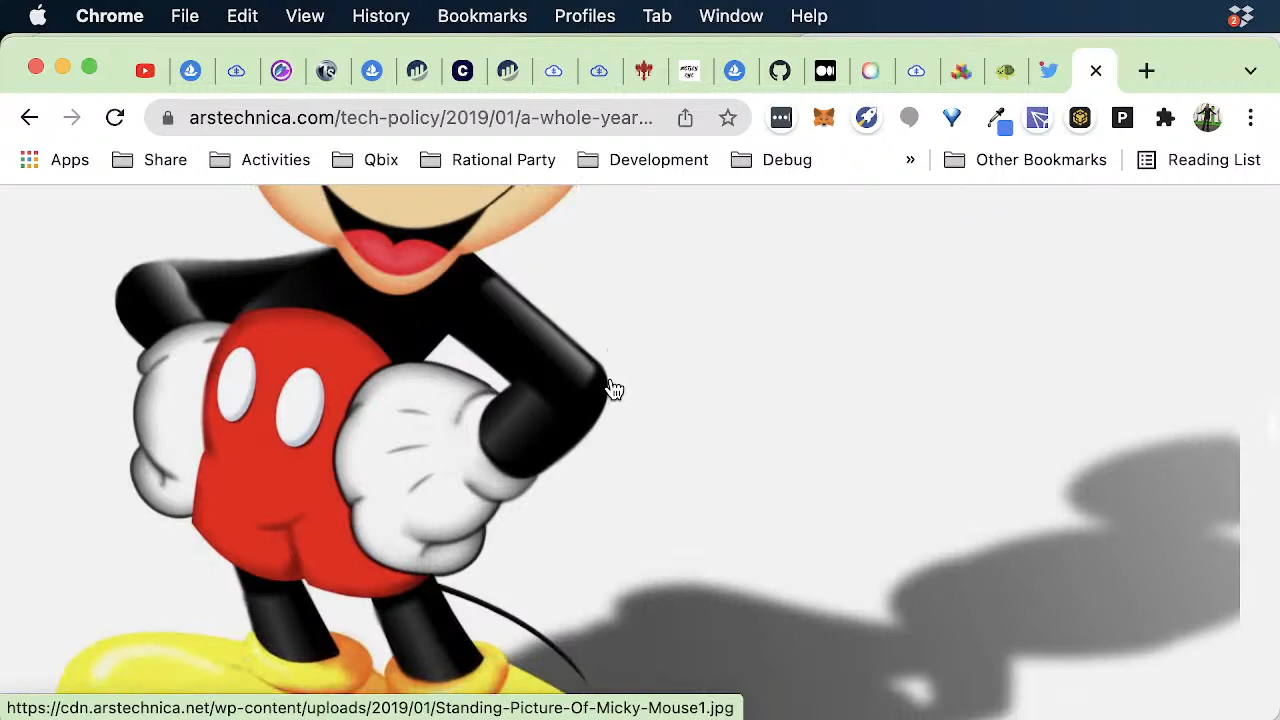 Chrome File Edit View History Bookmarks Profiles Tab Window Help 2
arstechnica.com/tech-policy/2019/01/a-whole-year... P
Apps Share Activities Qbix Rational Party Development Debug » Other Bookmarks Reading List
https://cdn.arstechnica.net/wp-content/uploads/2019/01/Standing-Picture-Of-Micky-Mouse1.jpg